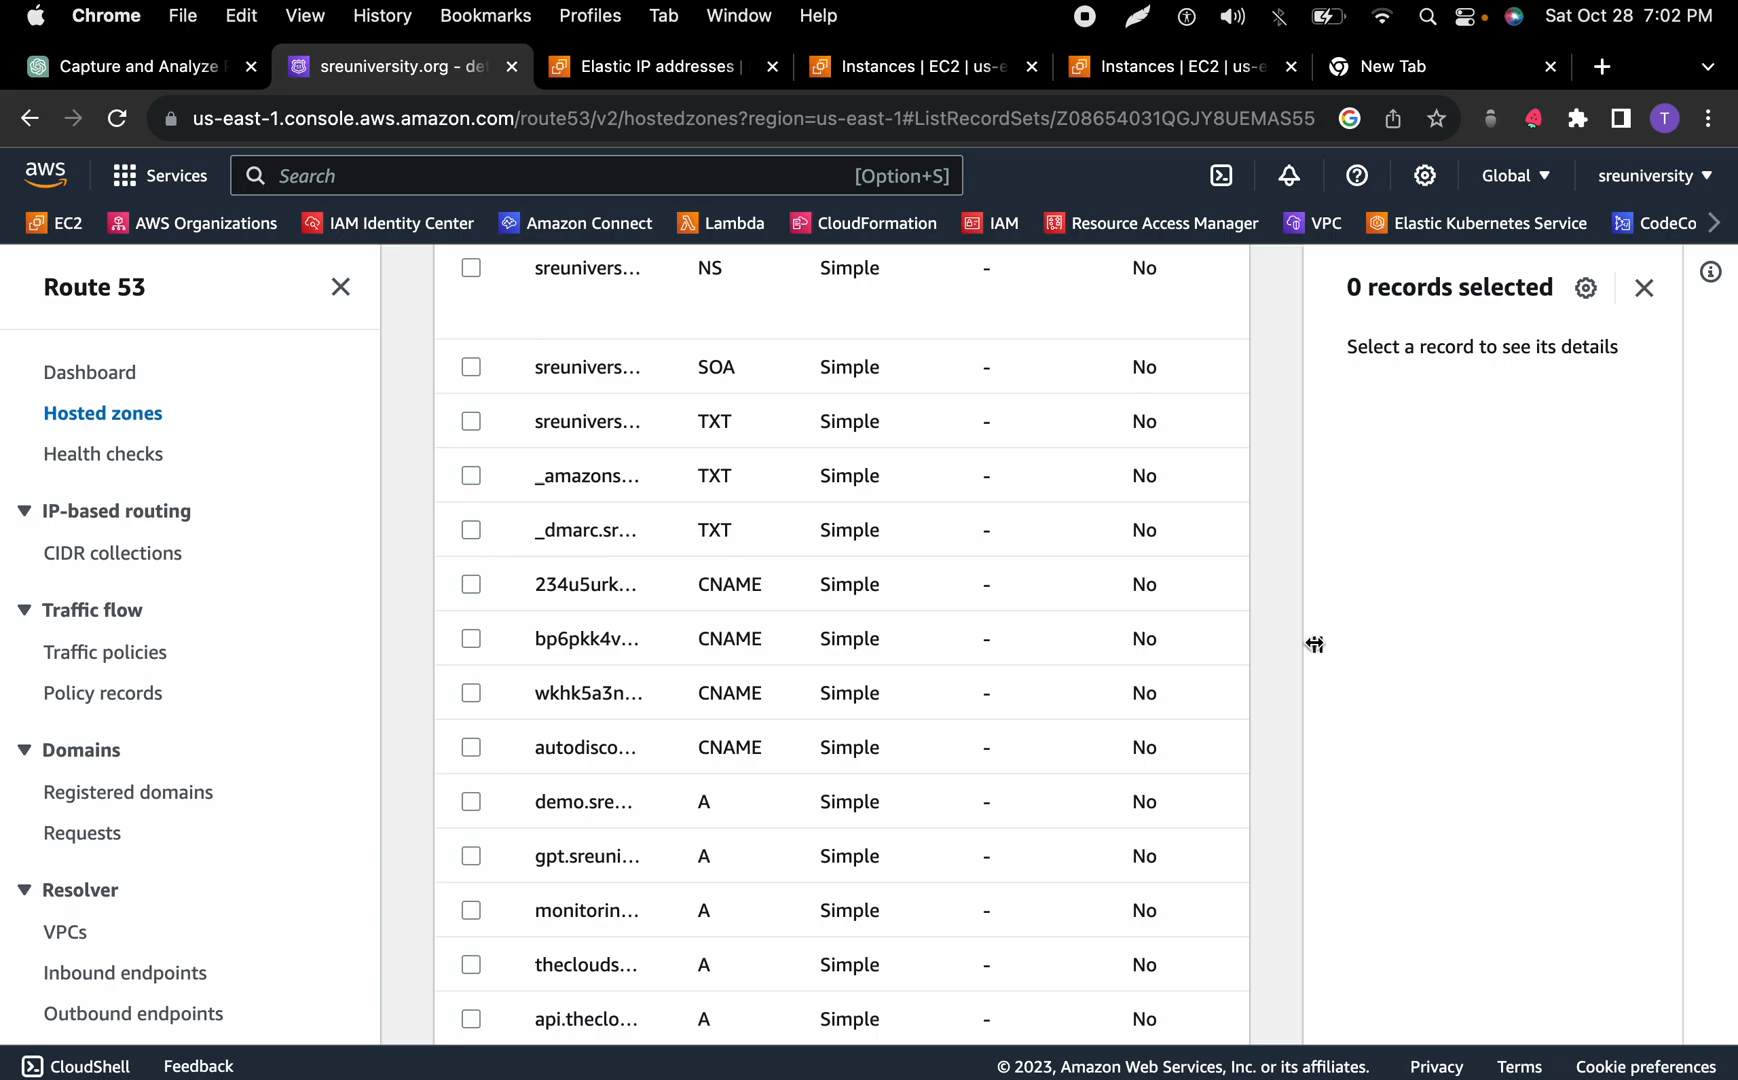 Chrome File Edit View History Bookmarks Profiles Tab Window Help Sat Oct 28 7:02 PM
Capture and Analyze sreuniversity.org - de Elastic IP addresses | Instances | EC2 | us-e Instances | EC2 | us-e New Tab
us-east-1.console.aws.amazon.com/route53/v2/hostedzones?region=us-east-1#ListRecordSets/Z08654031QGJY8UEMAS55 T
aws Services Search [Option+S] Global sreuniversity
EC2 AWS Organizations IAM Identity Center Amazon Connect Lambda CloudFormation IAM Resource Access Manager VPC Elastic Kubernetes Service CodeCo
Route 53
Dashboard
Hosted zones
Health checks
IP-based routing
CIDR collections
Traffic flow
Traffic policies
Policy records
Domains
Registered domains
Requests
Resolver
VPCs
Inbound endpoints
Outbound endpoints
sreunivers... NS Simple - No
sreunivers... SOA Simple - No
sreunivers... TXT Simple - No
_amazons... TXT Simple - No
_dmarc.sr... TXT Simple - No
234u5urk... CNAME Simple - No
bp6pkk4v... CNAME Simple - No
wkhk5a3n... CNAME Simple - No
autodisco... CNAME Simple - No
demo.sre... A Simple - No
gpt.sreuni... A Simple - No
monitorin... A Simple - No
theclouds... A Simple - No
api.theclo... A Simple - No
0 records selected
Select a record to see its details
CloudShell Feedback © 2023, Amazon Web Services, Inc. or its affiliates. Privacy Terms Cookie preferences